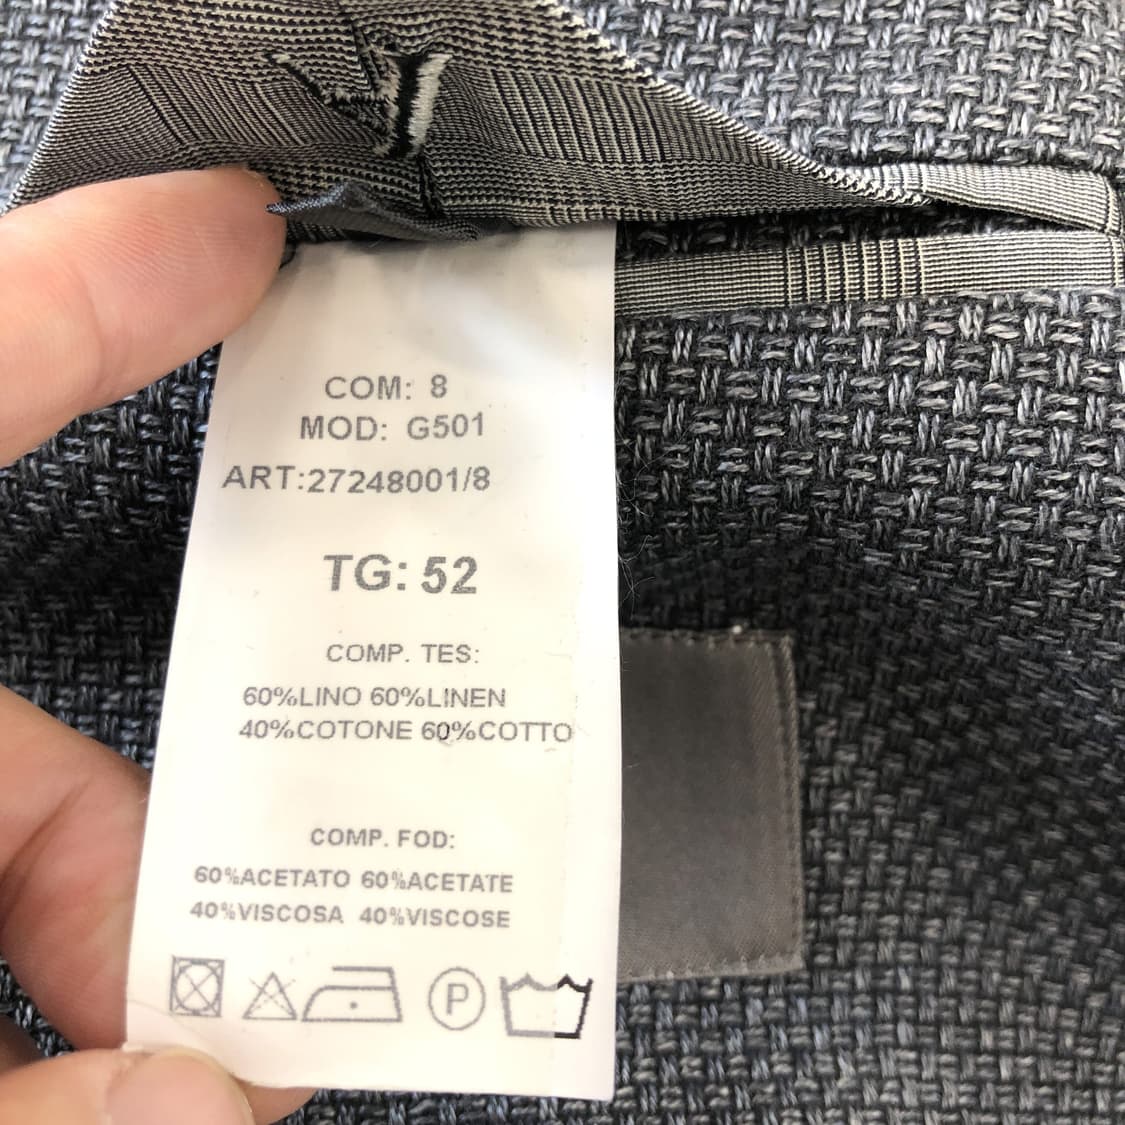 COM: 8
MOD: G501
ART:27248001/8
TG: 52
COMP. TES:
60%LINO 60%LINEN
40%COTONE 60%COTTO
COMP. FOD:
60%ACETATO 60%ACETATE
40%VISCOSA 40%VISCOSE
P